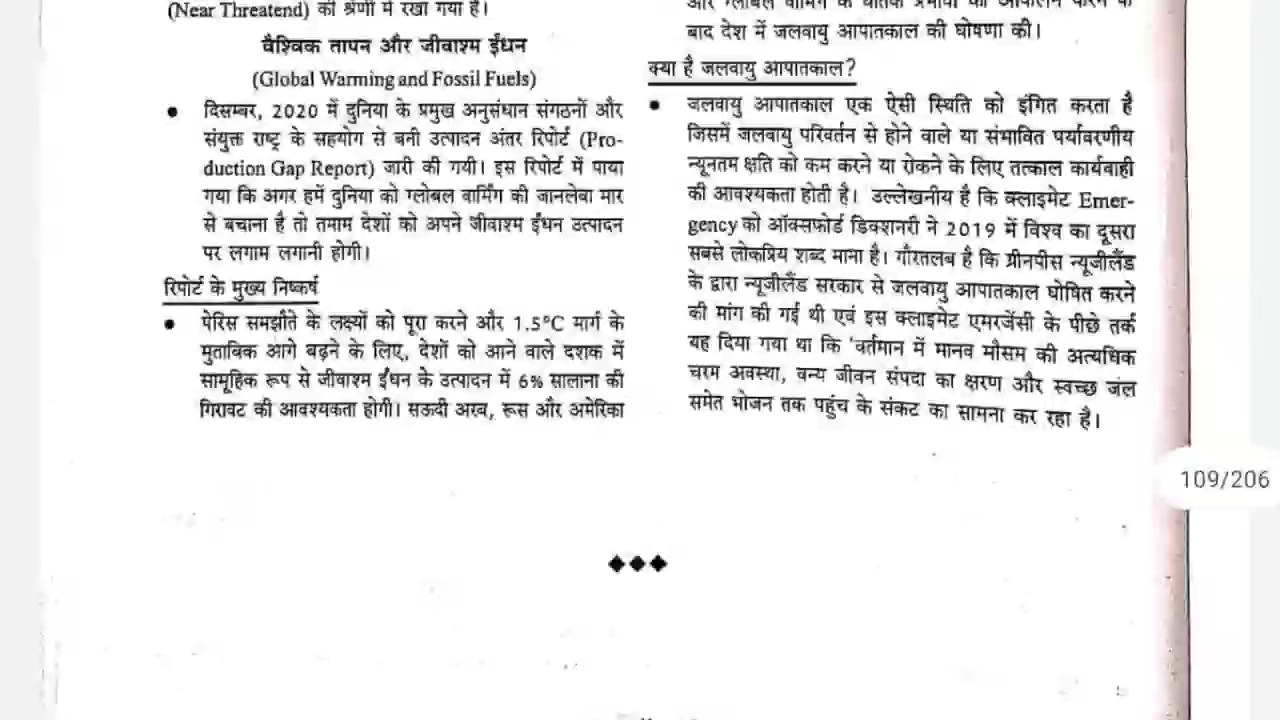 (Near Threatend) की श्रेणी में रखा गया है।
वैश्विक तापन और जीवाश्म ईंधन
(Global Warming and Fossil Fuels)
● दिसम्बर, 2020 में दुनिया के प्रमुख अनुसंधान संगठनों और
संयुक्त राष्ट्र के सहयोग से बनी उत्पादन अंतर रिपोर्ट (Pro-
duction Gap Report) जारी की गयी। इस रिपोर्ट में पाया
गया कि अगर हमें दुनिया को ग्लोबल वार्मिंग की जानलेवा मार
से बचाना है तो तमाम देशों को अपने जीवाश्म ईंधन उत्पादन
पर लगाम लगानी होगी।
रिपोर्ट के मुख्य निष्कर्ष
● पेरिस समझौते के लक्ष्यों को पूरा करने और 1.5°C मार्ग के
मुताबिक आगे बढ़ने के लिए, देशों को आने वाले दशक में
सामूहिक रूप से जीवाश्म ईंधन के उत्पादन में 6% सालाना की
गिरावट की आवश्यकता होगी। सऊदी अरब, रूस और अमेरिका
और ग्लोबल वार्मिंग के घातक प्रभावों का आकलन करने के
बाद देश में जलवायु आपातकाल की घोषणा की।
क्या है जलवायु आपातकाल?
● जलवायु आपातकाल एक ऐसी स्थिति को इंगित करता है
जिसमें जलवायु परिवर्तन से होने वाले या संभावित पर्यावरणीय
न्यूनतम क्षति को कम करने या रोकने के लिए तत्काल कार्यवाही
की आवश्यकता होती है। उल्लेखनीय है कि क्लाइमेट Emer-
gency को ऑक्सफोर्ड डिक्शनरी ने 2019 में विश्व का दूसरा
सबसे लोकप्रिय शब्द माना है। गौरतलब है कि ग्रीनपीस न्यूजीलैंड
के द्वारा न्यूजीलैंड सरकार से जलवायु आपातकाल घोषित करने
की मांग की गई थी एवं इस क्लाइमेट एमरजेंसी के पीछे तर्क
यह दिया गया था कि 'वर्तमान में मानव मौसम की अत्यधिक
चरम अवस्था, वन्य जीवन संपदा का क्षरण और स्वच्छ जल
समेत भोजन तक पहुंच के संकट का सामना कर रहा है।
109/206